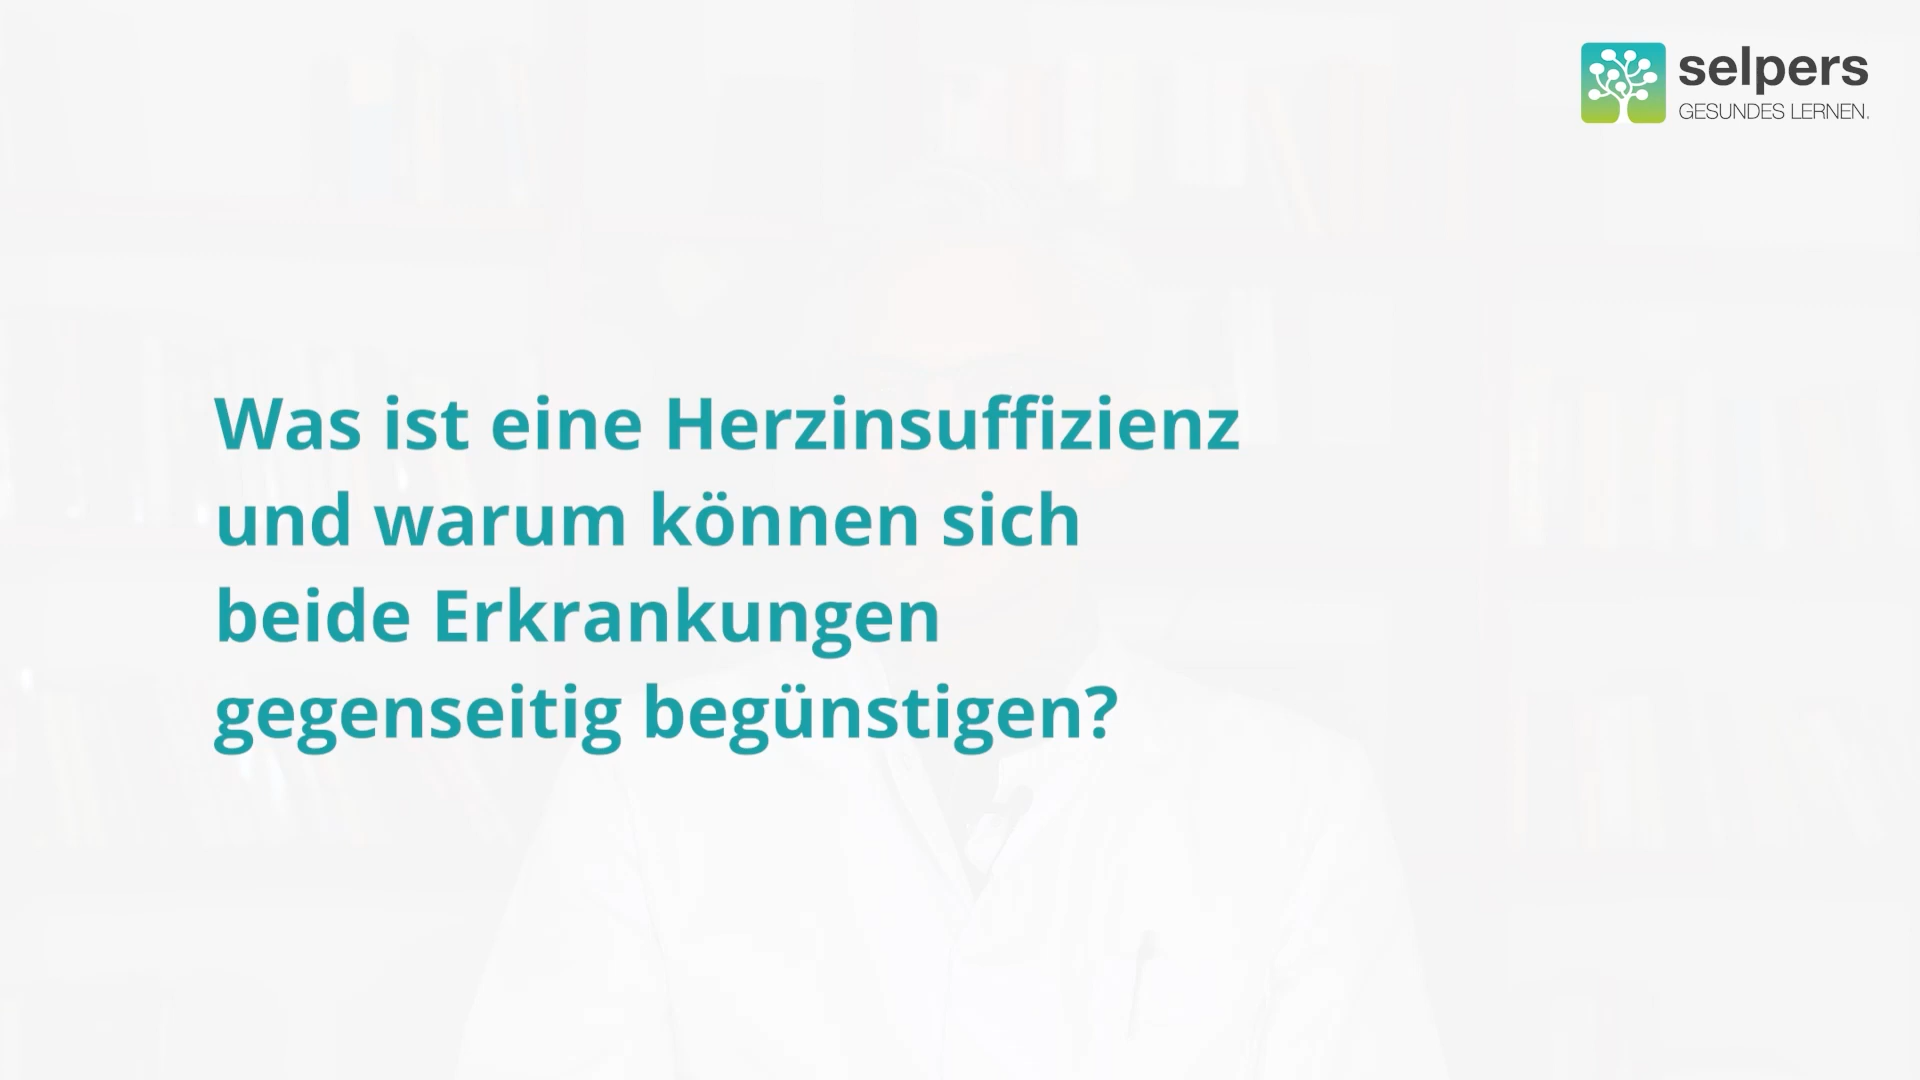 selpers
GESUNDES LERNEN.
Was ist eine Herzinsuffizienz
und warum können sich
beide Erkrankungen
gegenseitig begünstigen?